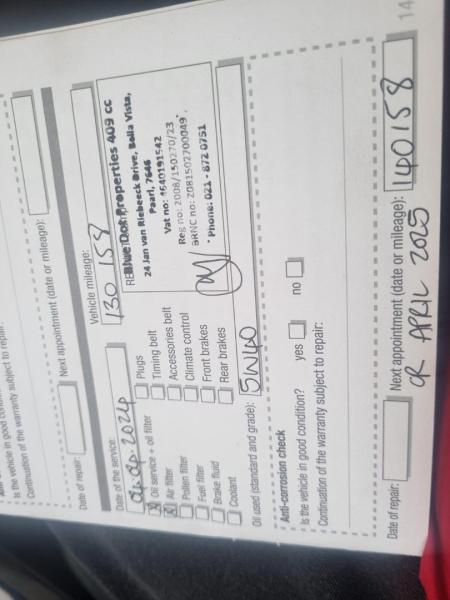 Is the vehicle in good condition?
Continuation of the warranty subject to repair:
Date of repair:
Next appointment (date or mileage):
Date of the service:
Vehicle mileage:
130 158
Blue Dot Properties 409 cc
24 Jan van Riebeeck Drive, Bella Vista,
Paarl, 7646
Vat no: 4640191542
Reg no: 2008/150270/23
BRNC no: Z081502700049
Phone: 021 - 872 0751
Oil service + oil filter
Air filter
Pollen filter
Fuel filter
Brake fluid
Coolant
Plugs
Timing belt
Accessories belt
Climate control
Front brakes
Rear brakes
Oil used (standard and grade): 5W40
Anti-corrosion check
Is the vehicle in good condition? yes no
Continuation of the warranty subject to repair:
Date of repair:
Next appointment (date or mileage): 140158
OR APRIL 2025
14